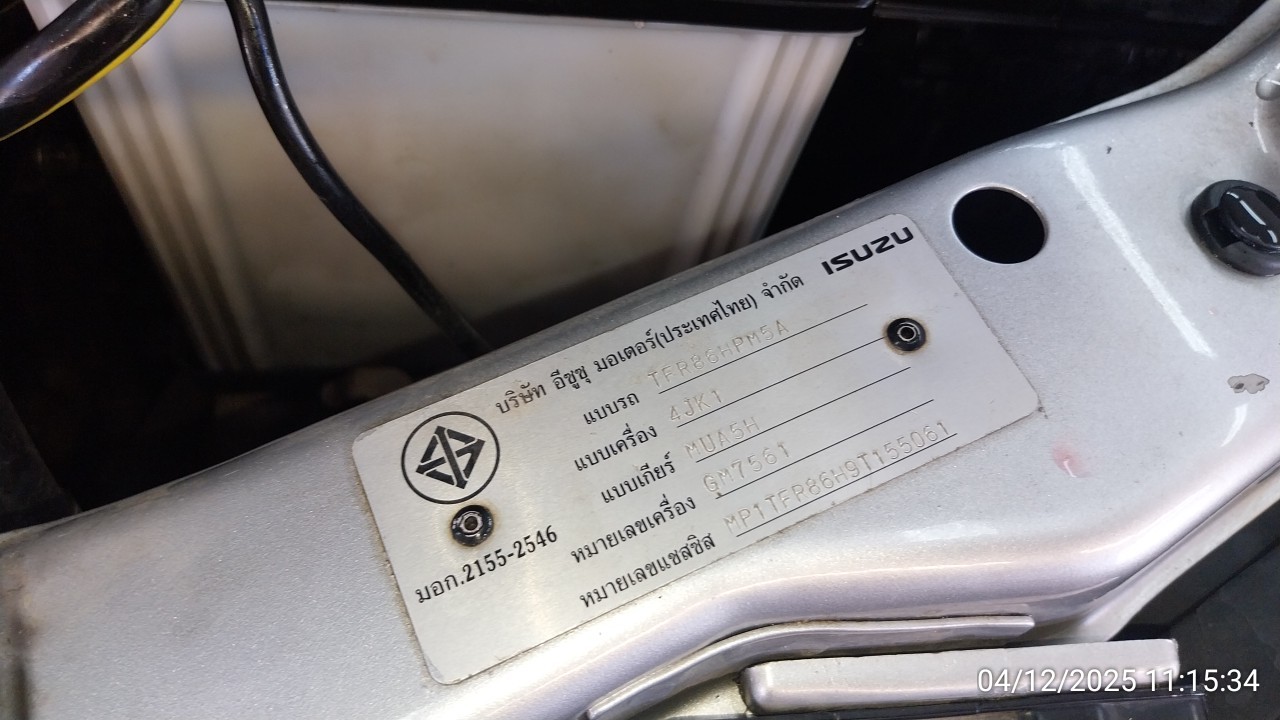 บริษัท อีซูซุ มอเตอร์(ประเทศไทย) จำกัด ISUZU
แบบรถ TFR86HPM5A
แบบเครื่อง 4JK1
แบบเกียร์ MUA5H
หมายเลขเครื่อง GM7561
หมายเลขแชสซิส MP1TFR86H9T155061
มอก.2155-2546
04/12/2025 11:15:34